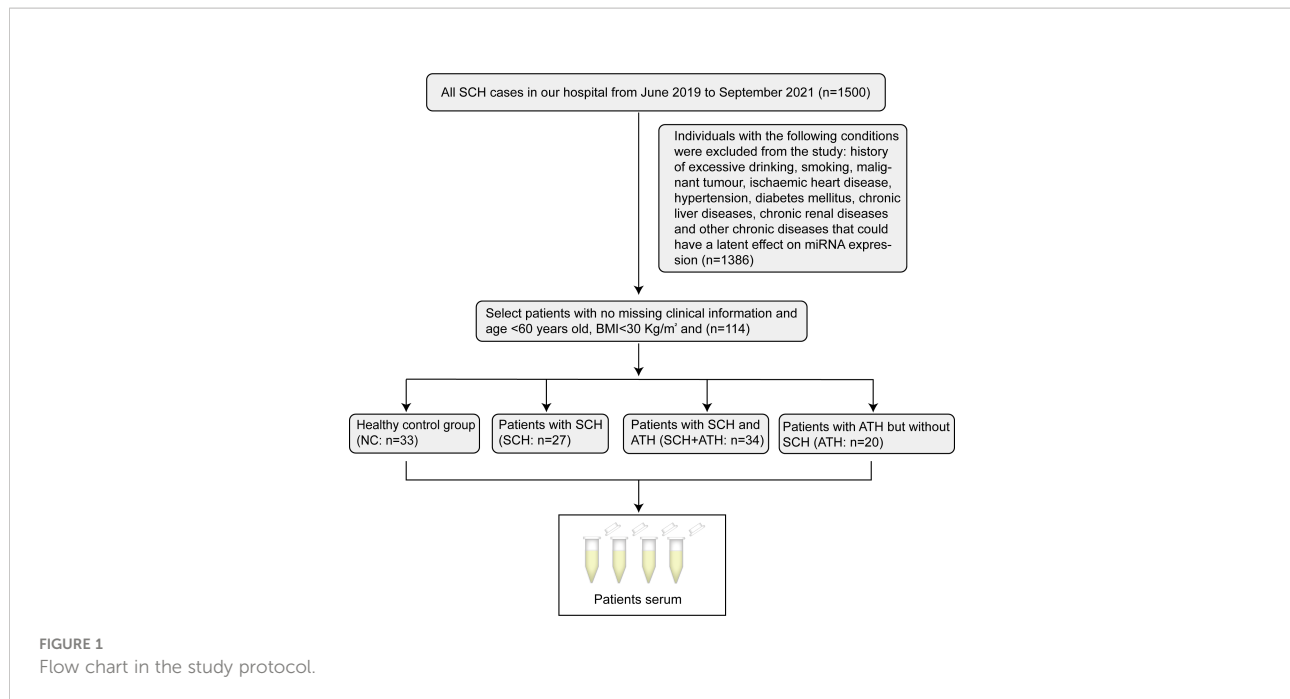 All SCH cases in our hospital from June 2019 to September 2021 (n=1500)
Individuals with the following conditions
were excluded from the study: history
of excessive drinking, smoking, malig-
nant tumour, ischaemic heart disease,
hypertension, diabetes mellitus, chronic
liver diseases, chronic renal diseases
and other chronic diseases that could
have a latent effect on miRNA expres-
sion (n=1386)
Select patients with no missing clinical information and
age <60 years old, BMI<30 Kg/m² and (n=114)
Healthy control group
(NC: n=33)
Patients with SCH
(SCH: n=27)
Patients with SCH and
ATH (SCH+ATH: n=34)
Patients with ATH but without
SCH (ATH: n=20)
Patients serum
FIGURE 1
Flow chart in the study protocol.